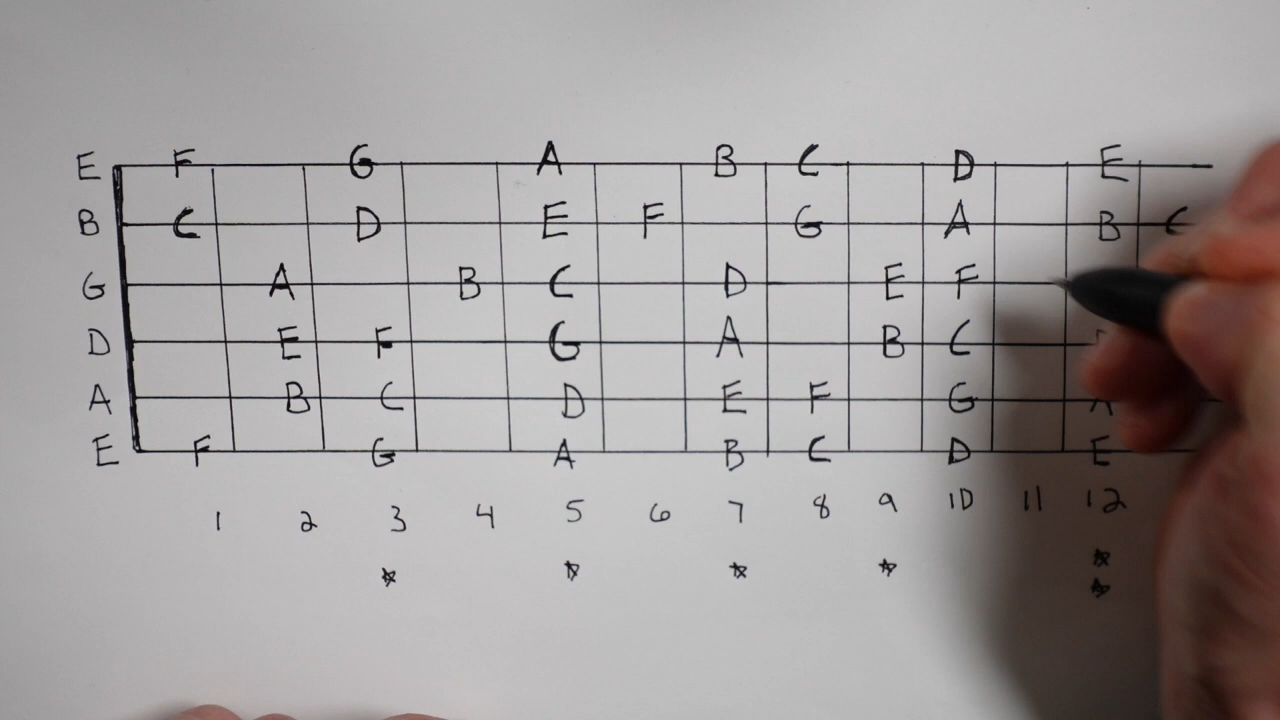 E F G A B C D E
B C D E F G A B C
G A B C D E F
D E F G A B C
A B C D E F G A
E F G A B C D E
1 2 3 4 5 6 7 8 9 10 11 12